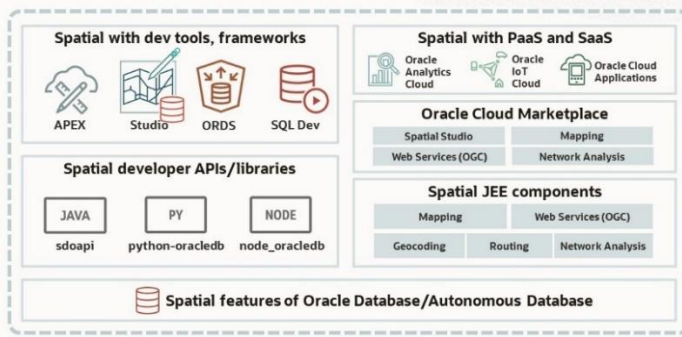 Spatial with dev tools, frameworks
APEX
Studio
ORDS
SQL Dev
Spatial developer APIs/libraries
JAVA
PY
NODE
sdoapi
python-oracledb
node_oracledb
Spatial with PaaS and SaaS
Oracle
Analytics
Cloud
Oracle
IoT
Cloud
Oracle Cloud
Applications
Oracle Cloud Marketplace
Spatial Studio
Mapping
Web Services (OGC)
Network Analysis
Spatial JEE components
Mapping
Web Services (OGC)
Geocoding
Routing
Network Analysis
Spatial features of Oracle Database/Autonomous Database